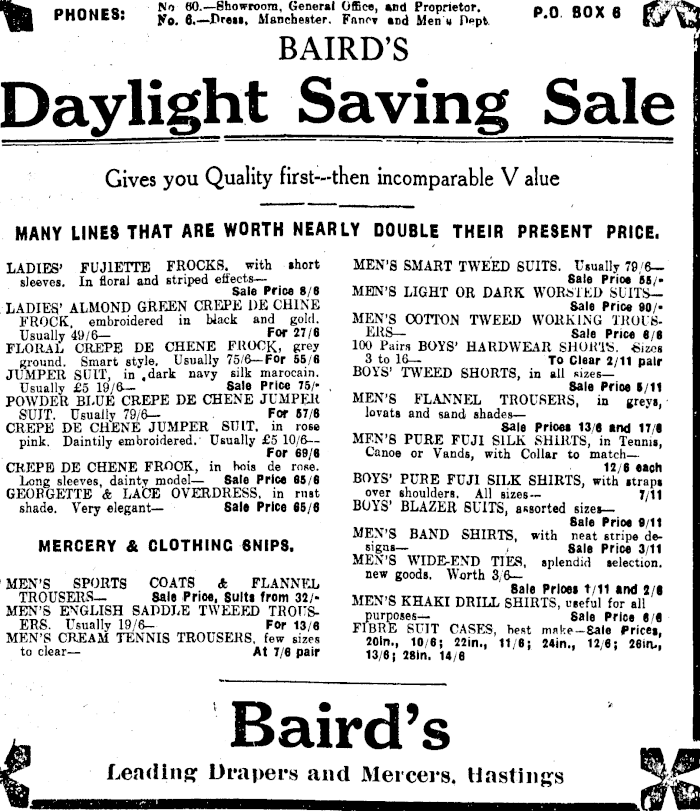 PHONES: No 60.—Showroom, General Office, and Proprietor.
No. 6.—Dress, Manchester. Fancy and Men's Dept.
P.O. BOX 6
BAIRD'S
Daylight Saving Sale
Gives you Quality first---then incomparable Value
MANY LINES THAT ARE WORTH NEARLY DOUBLE THEIR PRESENT PRICE.
LADIES' FUJIETTE FROCKS, with short
sleeves. In floral and striped effects—
Sale Price 8/6
LADIES' ALMOND GREEN CREPE DE CHINE
FROCK, embroidered in black and gold.
Usually 49/6— For 27/6
FLORAL CREPE DE CHENE FROCK, grey
ground. Smart style. Usually 75/6—For 55/6
JUMPER SUIT, in dark navy silk marocain.
Usually £5 19/6— Sale Price 75/-
POWDER BLUE CREPE DE CHENE JUMPER
SUIT. Usually 79/6— For 57/6
CREPE DE CHENE JUMPER SUIT, in rose
pink. Daintily embroidered. Usually £5 10/6—
For 69/6
CREPE DE CHENE FROCK, in bois de rose.
Long sleeves, dainty model— Sale Price 65/6
GEORGETTE & LACE OVERDRESS, in rust
shade. Very elegant— Sale Price 65/6
MERCERY & CLOTHING SNIPS.
MEN'S SPORTS COATS & FLANNEL
TROUSERS— Sale Price, Suits from 32/-
MEN'S ENGLISH SADDLE TWEEED TROUS-
ERS. Usually 19/6— For 13/6
MEN'S CREAM TENNIS TROUSERS, few sizes
to clear— At 7/6 pair
MEN'S SMART TWEED SUITS. Usually 79/6—
Sale Price 55/-
MEN'S LIGHT OR DARK WORSTED SUITS—
Sale Price 90/-
MEN'S COTTON TWEED WORKING TROUS-
ERS— Sale Price 8/6
100 Pairs BOYS' HARDWEAR SHORTS. Sizes
3 to 16— To Clear 2/11 pair
BOYS' TWEED SHORTS, in all sizes—
Sale Price 5/11
MEN'S FLANNEL TROUSERS, in greys,
lovats and sand shades—
Sale Prices 13/6 and 17/6
MEN'S PURE FUJI SILK SHIRTS, in Tennis,
Canoe or Vands, with Collar to match—
12/6 each
BOYS' PURE FUJI SILK SHIRTS, with straps
over shoulders. All sizes— 7/11
BOYS' BLAZER SUITS, assorted sizes—
Sale Price 9/11
MEN'S BAND SHIRTS, with neat stripe de-
signs— Sale Price 3/11
MEN'S WIDE-END TIES, splendid selection.
new goods. Worth 3/6—
Sale Prices 1/11 and 2/6
MEN'S KHAKI DRILL SHIRTS, useful for all
purposes— Sale Price 6/6
FIBRE SUIT CASES, best make—Sale Prices,
20in., 10/6; 22in., 11/6; 24in., 12/6; 26in.,
13/6; 28in. 14/6
Baird's
Leading Drapers and Mercers, Hastings